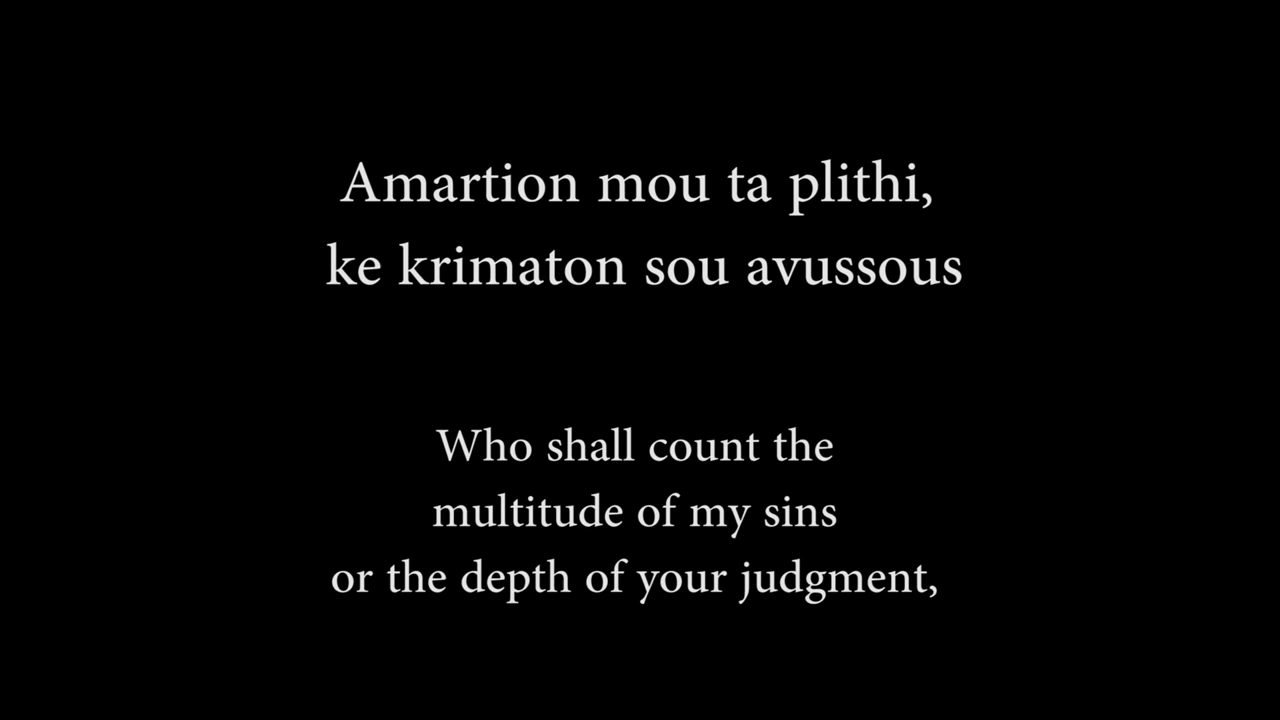 Amartion mou ta plithi,
ke krimaton sou avussous
Who shall count the
multitude of my sins
or the depth of your judgment,